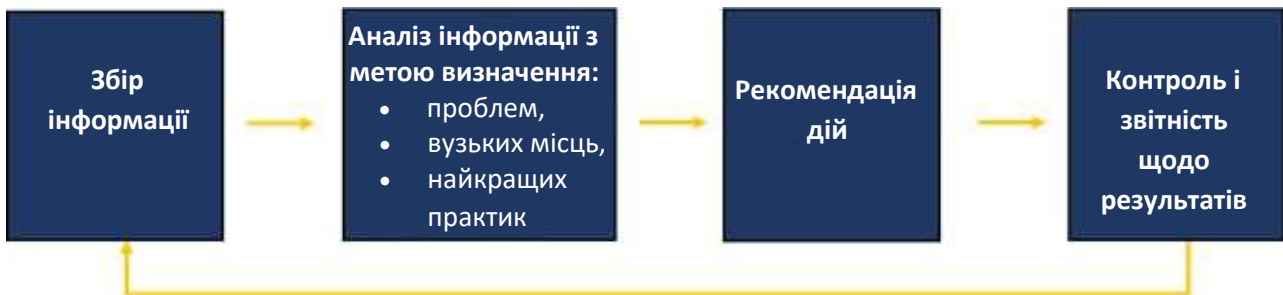 Збір
інформації
Аналіз інформації з
метою визначення:
• проблем,
• вузьких місць,
• найкращих
практик
Рекомендація
дій
Контроль і
звітність
щодо
результатів